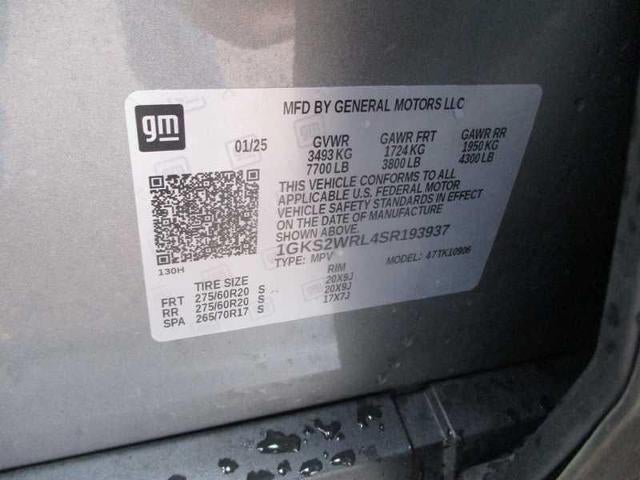 gm
MFD BY GENERAL MOTORS LLC
01/25 GVWR GAWR FRT GAWR RR
3493 KG 1724 KG 1950 KG
7700 LB 3800 LB 4300 LB
THIS VEHICLE CONFORMS TO ALL
APPLICABLE U.S. FEDERAL MOTOR
VEHICLE SAFETY STANDARDS IN EFFECT
ON THE DATE OF MANUFACTURE
SHOWN ABOVE.
1GKS2WRL4SR193937
TYPE: MPV MODEL: 47TK10906
130H
TIRE SIZE RIM
FRT 275/60R20 S 20X9J
RR 275/60R20 S 20X9J
SPA 265/70R17 S 17X7J